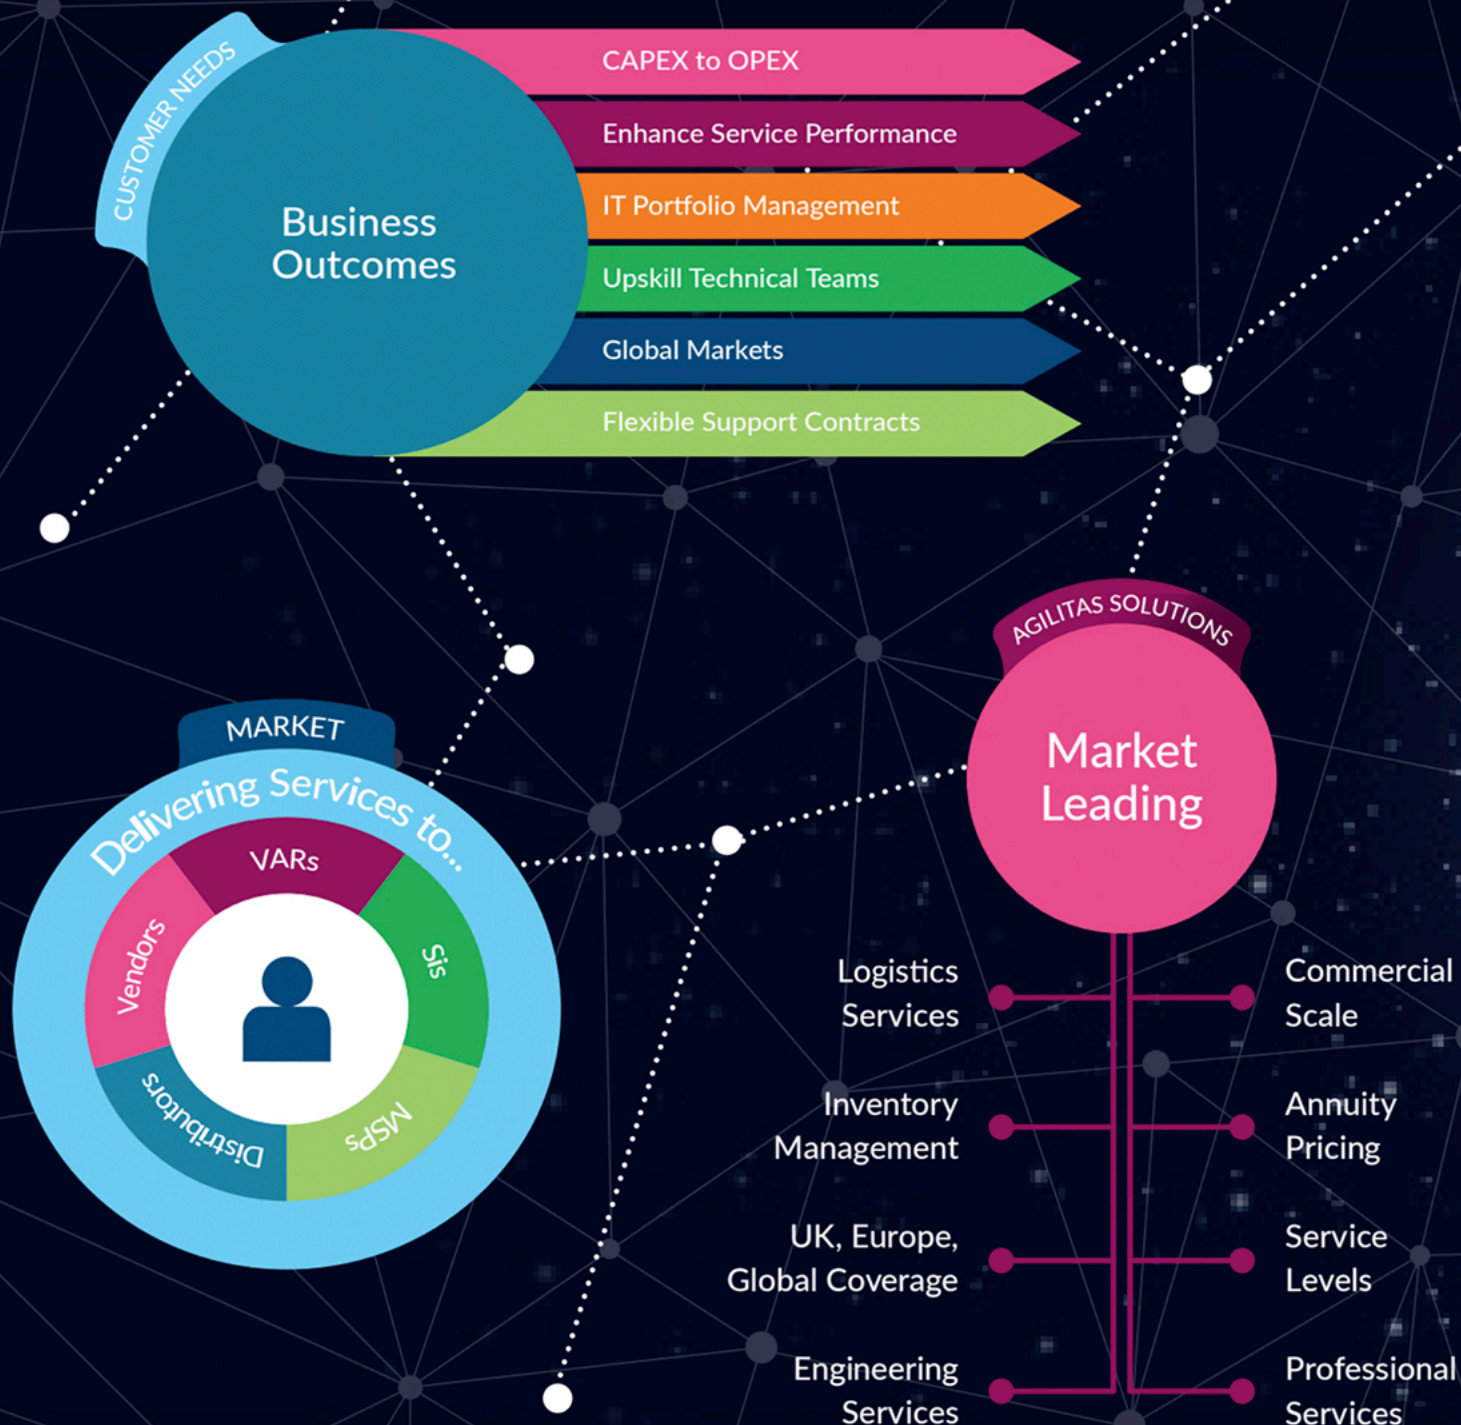 CUSTOMER NEEDS
Business
Outcomes
CAPEX to OPEX
Enhance Service Performance
IT Portfolio Management
Upskill Technical Teams
Global Markets
Flexible Support Contracts
MARKET
Delivering Services to...
VARs
Sis
MSPs
Distributors
Vendors
AGILITAS SOLUTIONS
Market
Leading
Logistics
Services
Commercial
Scale
Inventory
Management
Annuity
Pricing
UK, Europe,
Global Coverage
Service
Levels
Engineering
Services
Professional
Services